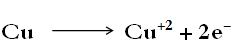 Cu ⟶ Cu⁺² + 2e⁻